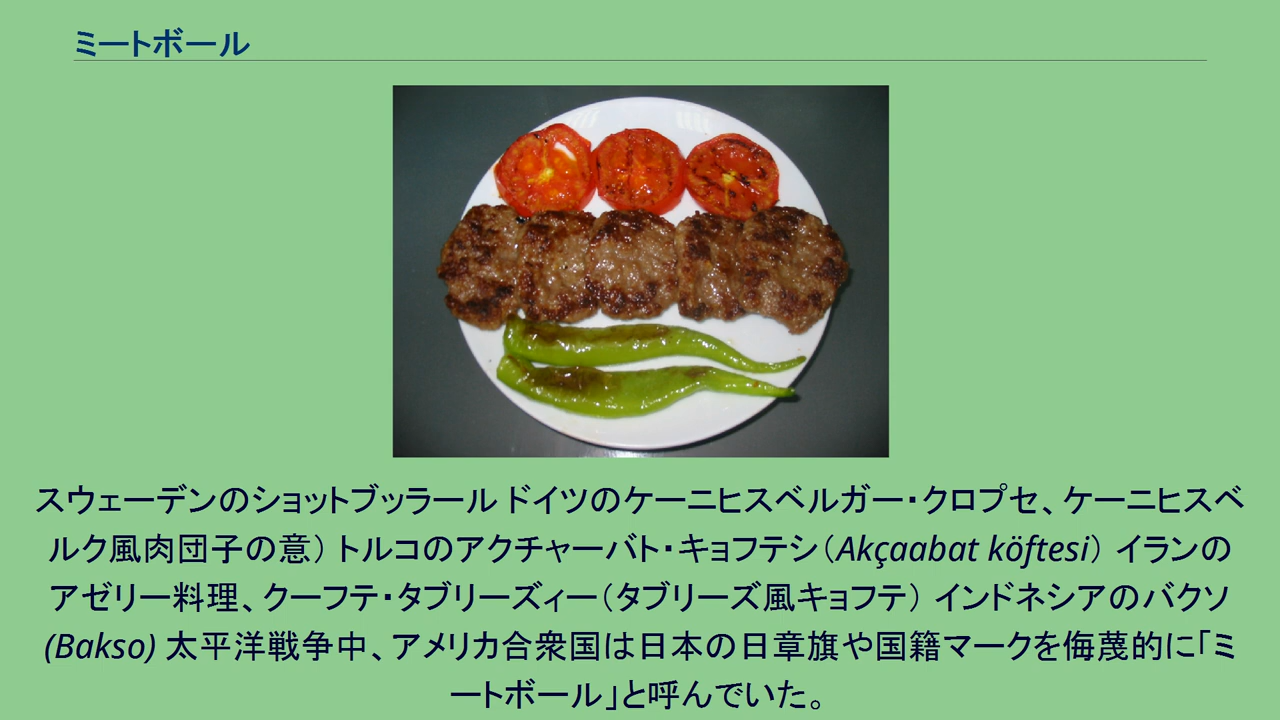 ミートボール
スウェーデンのショットブッラール ドイツのケーニヒスベルガー・クロプセ、ケーニヒスベ
ルク風肉団子の意） トルコのアクチャーバト・キョフテシ（Akçaabat köftesi） イランの
アゼリー料理、クーフテ・タブリーズィー（タブリーズ風キョフテ） インドネシアのバクソ
(Bakso) 太平洋戦争中、アメリカ合衆国は日本の日章旗や国籍マークを侮蔑的に「ミ
ートボール」と呼んでいた。